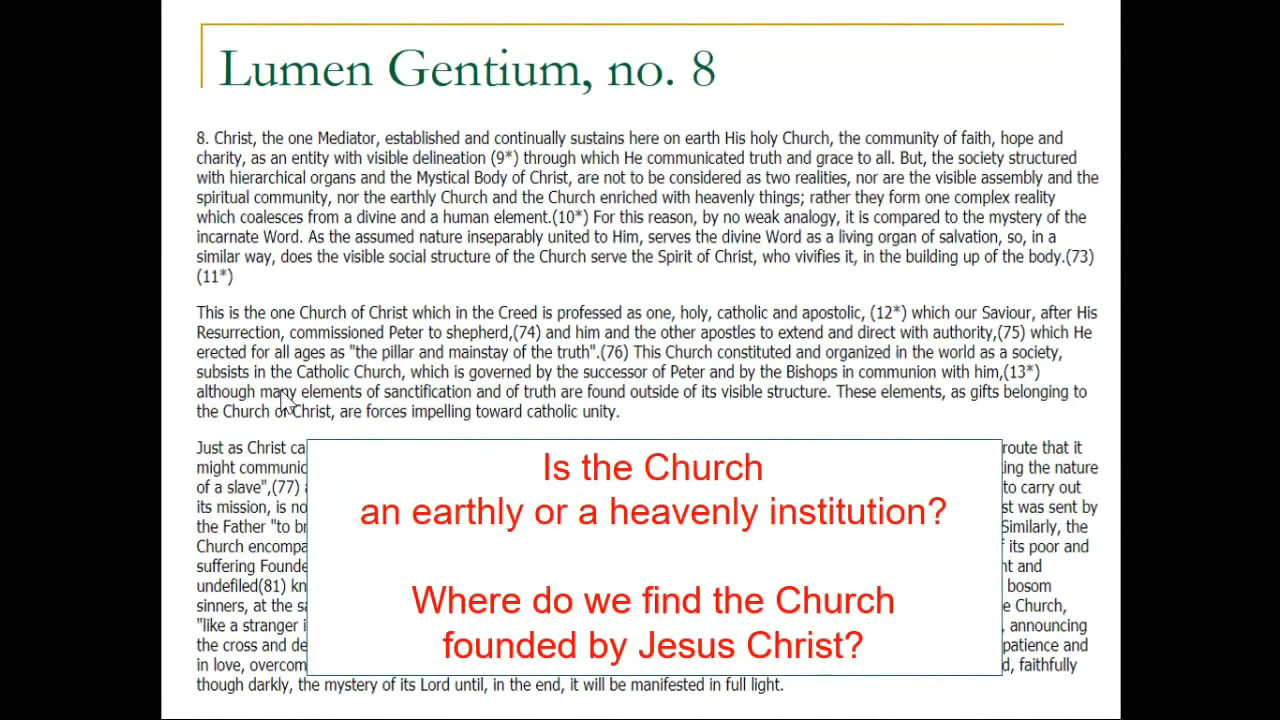 Lumen Gentium, no. 8
8. Christ, the one Mediator, established and continually sustains here on earth His holy Church, the community of faith, hope and
charity, as an entity with visible delineation (9*) through which He communicated truth and grace to all. But, the society structured
with hierarchical organs and the Mystical Body of Christ, are not to be considered as two realities, nor are the visible assembly and the
spiritual community, nor the earthly Church and the Church enriched with heavenly things; rather they form one complex reality
which coalesces from a divine and a human element.(10*) For this reason, by no weak analogy, it is compared to the mystery of the
incarnate Word. As the assumed nature inseparably united to Him, serves the divine Word as a living organ of salvation, so, in a
similar way, does the visible social structure of the Church serve the Spirit of Christ, who vivifies it, in the building up of the body.(73)
(11*)
This is the one Church of Christ which in the Creed is professed as one, holy, catholic and apostolic, (12*) which our Saviour, after His
Resurrection, commissioned Peter to shepherd,(74) and him and the other apostles to extend and direct with authority,(75) which He
erected for all ages as "the pillar and mainstay of the truth".(76) This Church constituted and organized in the world as a society,
subsists in the Catholic Church, which is governed by the successor of Peter and by the Bishops in communion with him,(13*)
although many elements of sanctification and of truth are found outside of its visible structure. These elements, as gifts belonging to
the Church of Christ, are forces impelling toward catholic unity.
Just as Christ ca route that it
might communic ing the nature
of a slave",(77) to carry out
its mission, is no st was sent by
the Father "to br Similarly, the
Church encompa its poor and
suffering Founde nt and
undefiled(81) kn bosom
sinners, at the sa e Church,
"like a stranger i , announcing
the cross and de patience and
in love, overcom d, faithfully
though darkly, the mystery of its Lord until, in the end, it will be manifested in full light.
Is the Church
an earthly or a heavenly institution?
Where do we find the Church
founded by Jesus Christ?